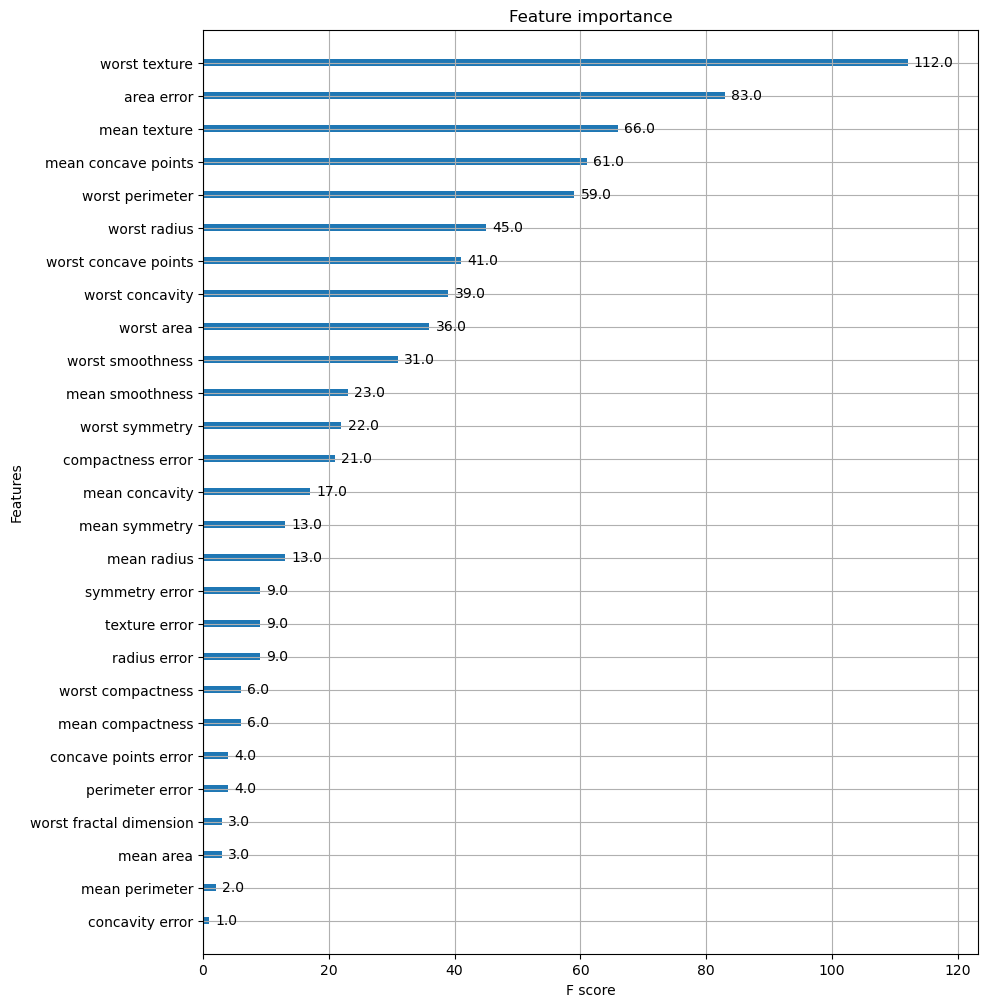 Feature importance
worst texture 112.0
area error 83.0
mean texture 66.0
mean concave points 61.0
worst perimeter 59.0
worst radius 45.0
worst concave points 41.0
worst concavity 39.0
worst area 36.0
worst smoothness 31.0
mean smoothness 23.0
worst symmetry 22.0
compactness error 21.0
mean concavity 17.0
mean symmetry 13.0
mean radius 13.0
symmetry error 9.0
texture error 9.0
radius error 9.0
worst compactness 6.0
mean compactness 6.0
concave points error 4.0
perimeter error 4.0
worst fractal dimension 3.0
mean area 3.0
mean perimeter 2.0
concavity error 1.0
Features
0 20 40 60 80 100 120
F score